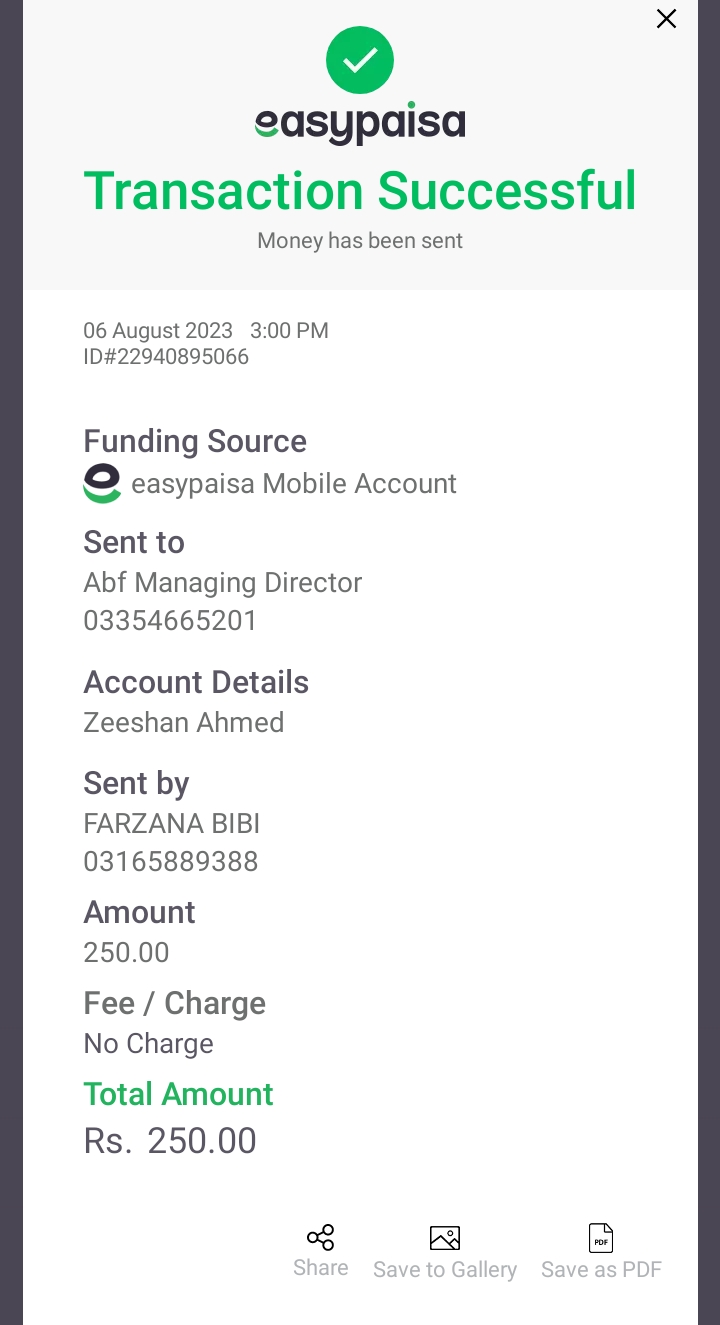 easypaisa
Transaction Successful
Money has been sent
06 August 2023 3:00 PM
ID#22940895066
Funding Source
easypaisa Mobile Account
Sent to
Abf Managing Director
03354665201
Account Details
Zeeshan Ahmed
Sent by
FARZANA BIBI
03165889388
Amount
250.00
Fee / Charge
No Charge
Total Amount
Rs. 250.00
PDF
Share Save to Gallery Save as PDF